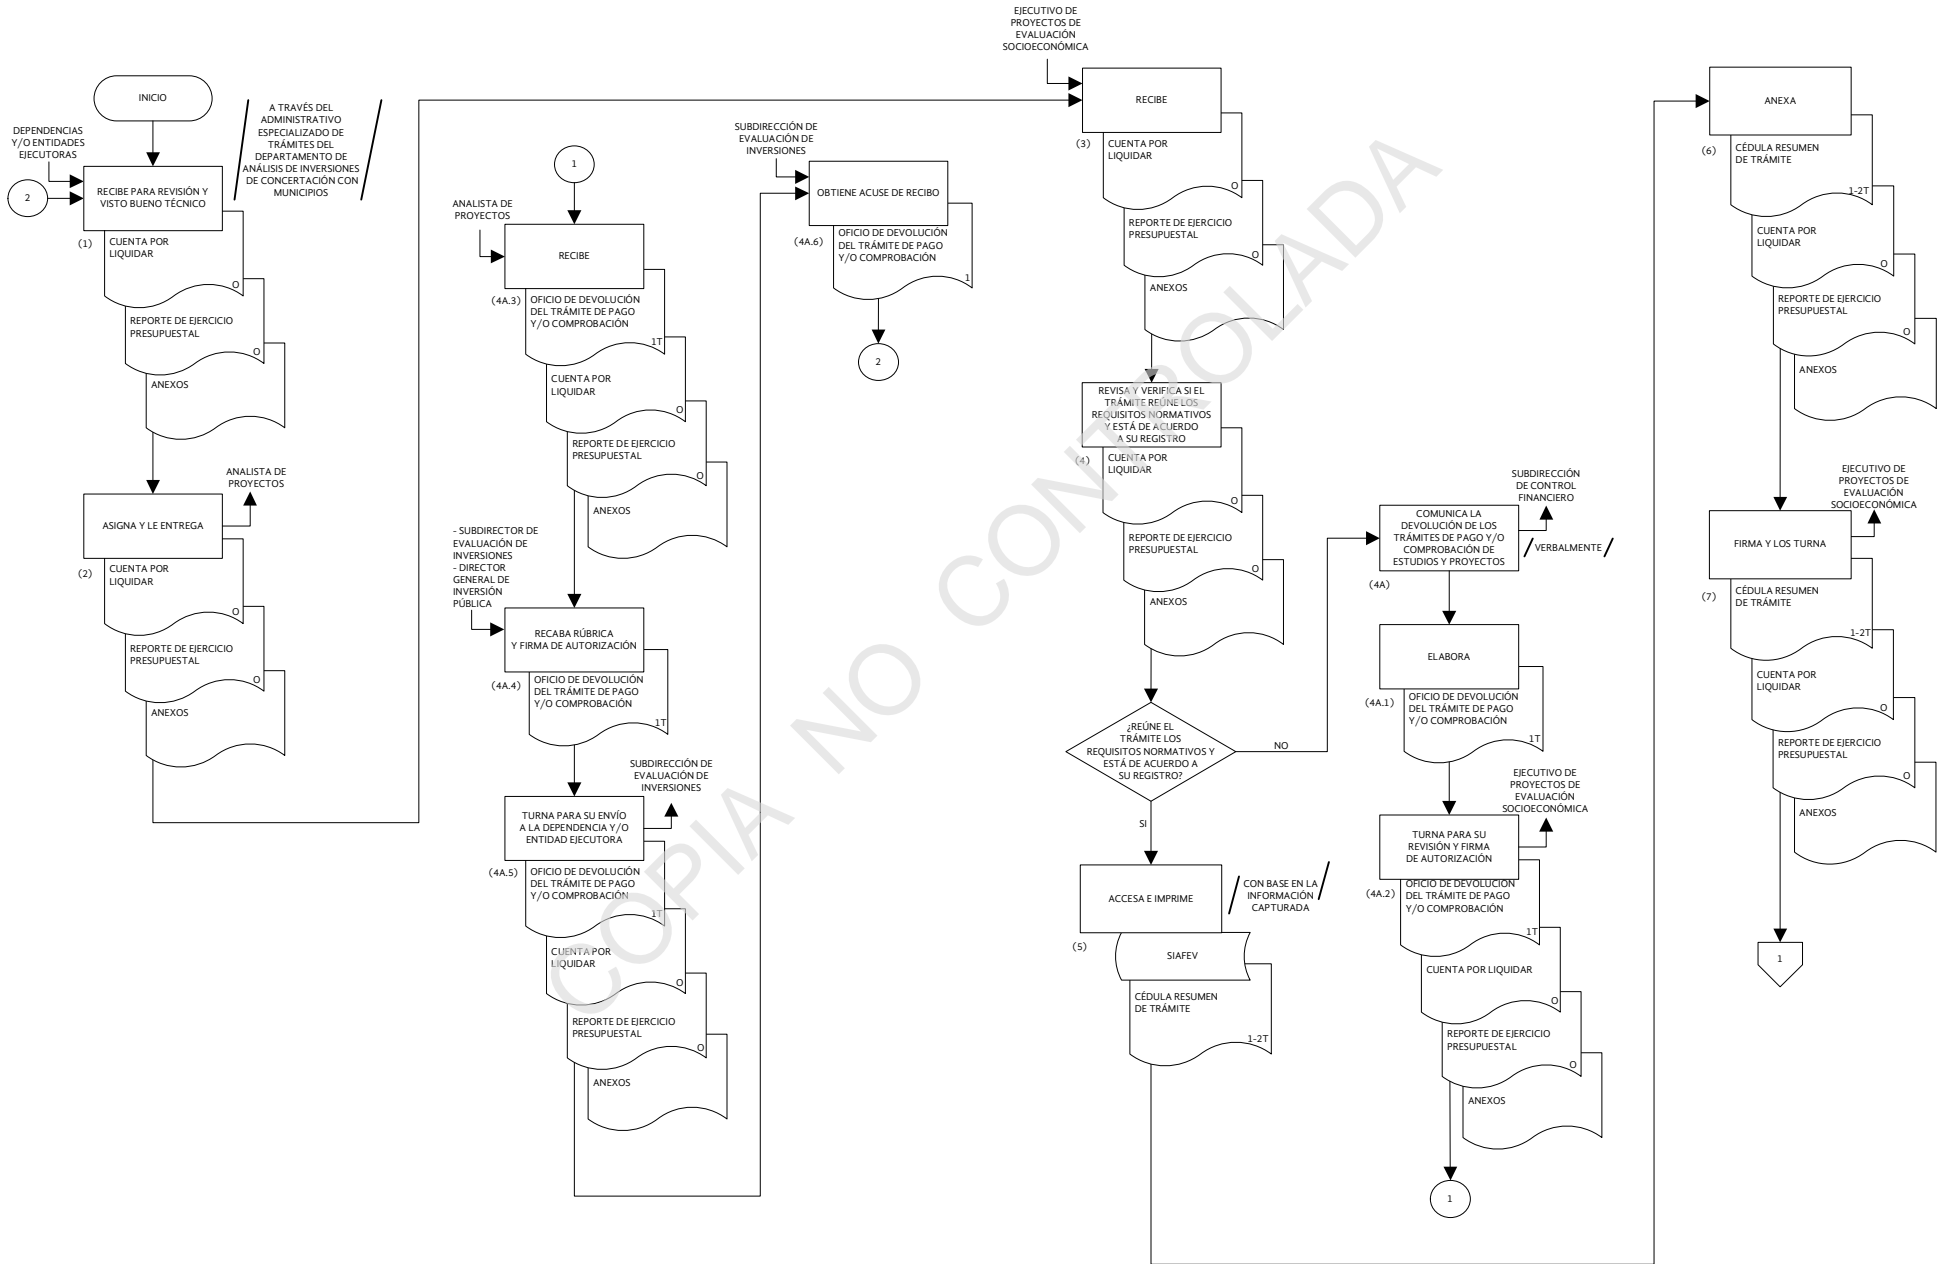 INICIO
DEPENDENCIAS
Y/O ENTIDADES
EJECUTORAS
2
A TRAVÉS DEL
ADMINISTRATIVO
ESPECIALIZADO DE
TRÁMITES DEL
DEPARTAMENTO DE
ANÁLISIS DE INVERSIONES
DE CONCERTACIÓN CON
MUNICIPIOS
RECIBE PARA REVISIÓN Y
VISTO BUENO TÉCNICO
(1)
CUENTA POR
LIQUIDAR
O
REPORTE DE EJERCICIO
PRESUPUESTAL
O
ANEXOS
ANALISTA DE
PROYECTOS
ASIGNA Y LE ENTREGA
(2)
CUENTA POR
LIQUIDAR
O
REPORTE DE EJERCICIO
PRESUPUESTAL
O
ANEXOS
1
ANALISTA DE
PROYECTOS
RECIBE
(4A.3)
OFICIO DE DEVOLUCIÓN
DEL TRÁMITE DE PAGO
Y/O COMPROBACIÓN
1T
CUENTA POR
LIQUIDAR
O
REPORTE DE EJERCICIO
PRESUPUESTAL
O
ANEXOS
- SUBDIRECTOR DE
EVALUACIÓN DE
INVERSIONES
- DIRECTOR
GENERAL DE
INVERSIÓN
PÚBLICA
RECABA RÚBRICA
Y FIRMA DE AUTORIZACIÓN
(4A.4)
OFICIO DE DEVOLUCIÓN
DEL TRÁMITE DE PAGO
Y/O COMPROBACIÓN
1T
SUBDIRECCIÓN DE
EVALUACIÓN DE
INVERSIONES
TURNA PARA SU ENVÍO
A LA DEPENDENCIA Y/O
ENTIDAD EJECUTORA
(4A.5)
OFICIO DE DEVOLUCIÓN
DEL TRÁMITE DE PAGO
Y/O COMPROBACIÓN
1T
CUENTA POR
LIQUIDAR
O
REPORTE DE EJERCICIO
PRESUPUESTAL
O
ANEXOS
SUBDIRECCIÓN DE
EVALUACIÓN DE
INVERSIONES
OBTIENE ACUSE DE RECIBO
(4A.6)
OFICIO DE DEVOLUCIÓN
DEL TRÁMITE DE PAGO
Y/O COMPROBACIÓN
1
2
EJECUTIVO DE
PROYECTOS DE
EVALUACIÓN
SOCIOECONÓMICA
RECIBE
(3)
CUENTA POR
LIQUIDAR
O
REPORTE DE EJERCICIO
PRESUPUESTAL
O
ANEXOS
REVISA Y VERIFICA SI EL
TRÁMITE REÚNE LOS
REQUISITOS NORMATIVOS
Y ESTÁ DE ACUERDO
A SU REGISTRO
(4)
CUENTA POR
LIQUIDAR
O
REPORTE DE EJERCICIO
PRESUPUESTAL
O
ANEXOS
¿REÚNE EL
TRÁMITE LOS
REQUISITOS NORMATIVOS Y
ESTÁ DE ACUERDO A
SU REGISTRO?
NO
SI
ACCESA E IMPRIME
CON BASE EN LA
INFORMACIÓN
CAPTURADA
(5)
SIAFEV
CÉDULA RESUMEN
DE TRÁMITE
1-2T
SUBDIRECCIÓN
DE CONTROL
FINANCIERO
COMUNICA LA
DEVOLUCIÓN DE LOS
TRÁMITES DE PAGO Y/O
COMPROBACIÓN DE
ESTUDIOS Y PROYECTOS
VERBALMENTE
(4A)
ELABORA
(4A.1)
OFICIO DE DEVOLUCIÓN
DEL TRÁMITE DE PAGO
Y/O COMPROBACIÓN
1T
EJECUTIVO DE
PROYECTOS DE
EVALUACIÓN
SOCIOECONÓMICA
TURNA PARA SU
REVISIÓN Y FIRMA
DE AUTORIZACIÓN
(4A.2)
OFICIO DE DEVOLUCIÓN
DEL TRÁMITE DE PAGO
Y/O COMPROBACIÓN
1T
CUENTA POR LIQUIDAR
O
REPORTE DE EJERCICIO
PRESUPUESTAL
O
ANEXOS
1
ANEXA
(6)
CÉDULA RESUMEN
DE TRÁMITE
1-2T
CUENTA POR
LIQUIDAR
O
REPORTE DE EJERCICIO
PRESUPUESTAL
O
ANEXOS
EJECUTIVO DE
PROYECTOS DE
EVALUACIÓN
SOCIOECONÓMICA
FIRMA Y LOS TURNA
(7)
CÉDULA RESUMEN
DE TRÁMITE
1-2T
CUENTA POR
LIQUIDAR
O
REPORTE DE EJERCICIO
PRESUPUESTAL
O
ANEXOS
1
COPIA NO CONTROLADA